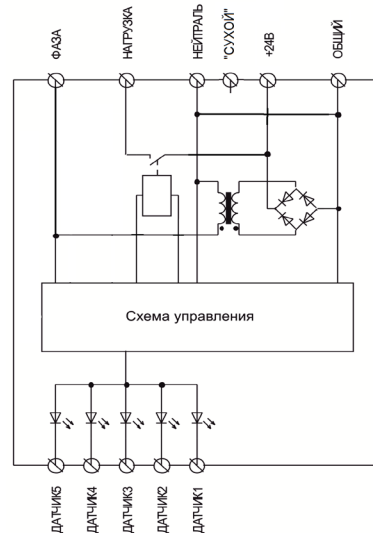 ФАЗА
НАГРУЗКА
НЕЙТРАЛЬ
"СУХОЙ"
+24В
ОБЩИЙ
Схема управления
ДАТЧИК5
ДАТЧИК4
ДАТЧИК3
ДАТЧИК2
ДАТЧИК1